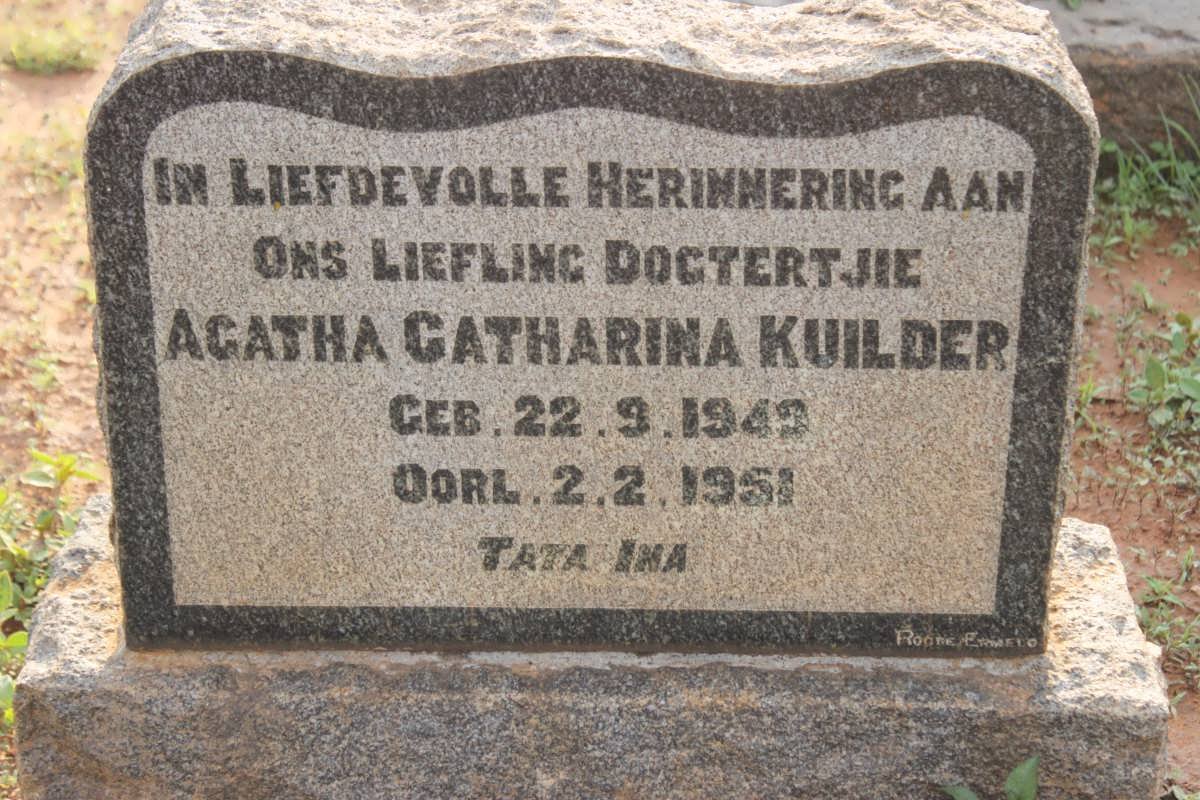 IN LIEFDEVOLLE HERINNERING AAN
ONS LIEFLING DOGTERTJIE
AGATHA CATHARINA KUILDER
GEB. 22.9.1949
OORL. 2.2.1951
TATA INA
ERMELO